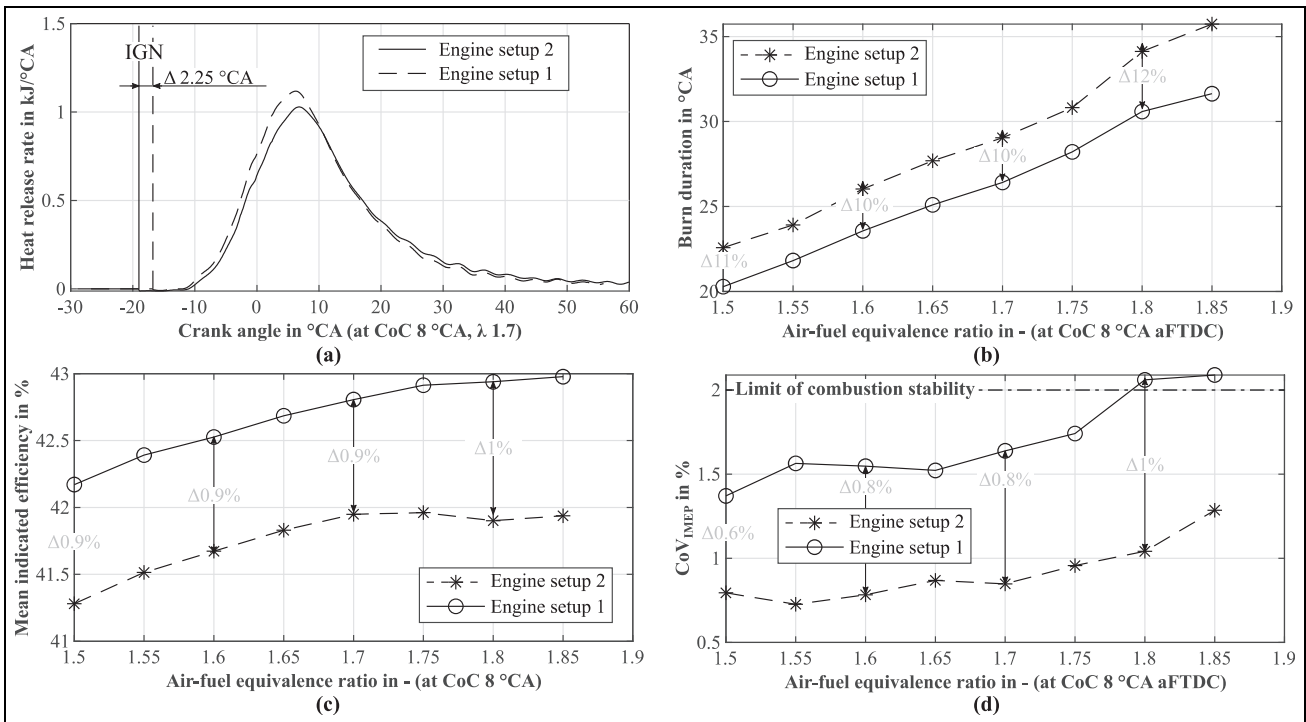 Heat release rate in kJ/°CA
1.5
1
0.5
0
IGN
Δ 2.25 °CA
Engine setup 2
Engine setup 1
-30 -20 -10 0 10 20 30 40 50 60
Crank angle in °CA (at CoC 8 °CA, λ 1.7)
(a)
Burn duration in °CA
35
30
25
20
Engine setup 2
Engine setup 1
Δ11%
Δ10%
Δ10%
Δ12%
1.5 1.55 1.6 1.65 1.7 1.75 1.8 1.85 1.9
Air-fuel equivalence ratio in - (at CoC 8 °CA aFTDC)
(b)
Mean indicated efficiency in %
43
42.5
42
41.5
41
Δ0.9%
Δ0.9%
Δ0.9%
Δ1%
Engine setup 2
Engine setup 1
1.5 1.55 1.6 1.65 1.7 1.75 1.8 1.85 1.9
Air-fuel equivalence ratio in - (at CoC 8 °CA)
(c)
CoVIMEP in %
2
1.5
1
0.5
Limit of combustion stability
Δ0.6%
Δ0.8%
Δ0.8%
Δ1%
Engine setup 2
Engine setup 1
1.5 1.55 1.6 1.65 1.7 1.75 1.8 1.85 1.9
Air-fuel equivalence ratio in - (at CoC 8 °CA aFTDC)
(d)